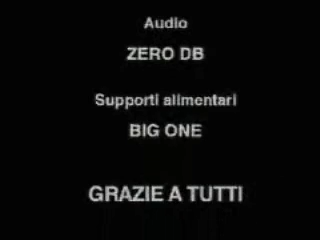 Audio
ZERO DB
Supporti alimentari
BIG ONE
GRAZIE A TUTTI